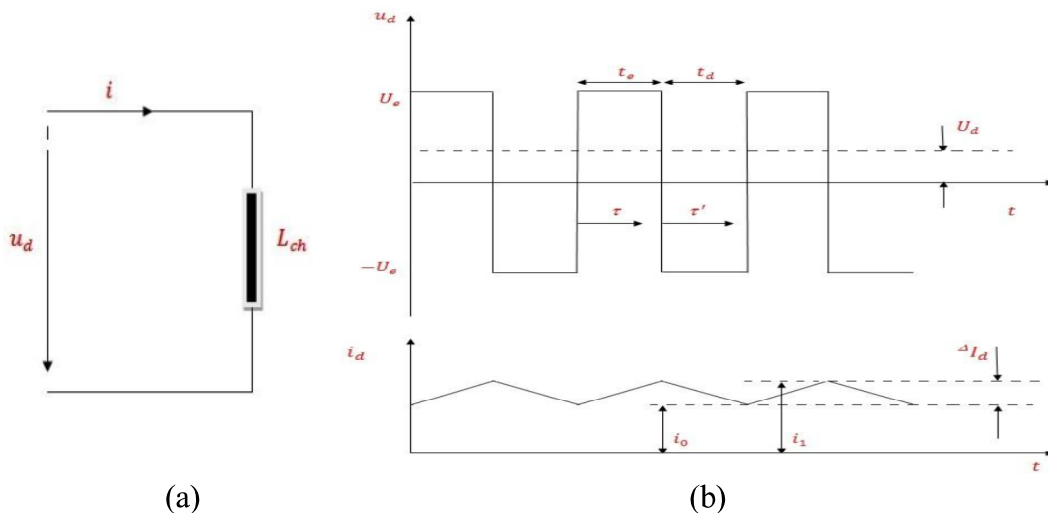 i
u_d
L_ch
(a)
u_d
t_e
t_d
U_e
U_d
τ
τ'
t
−U_e
i_d
ΔI_d
i_0
i_1
t
(b)